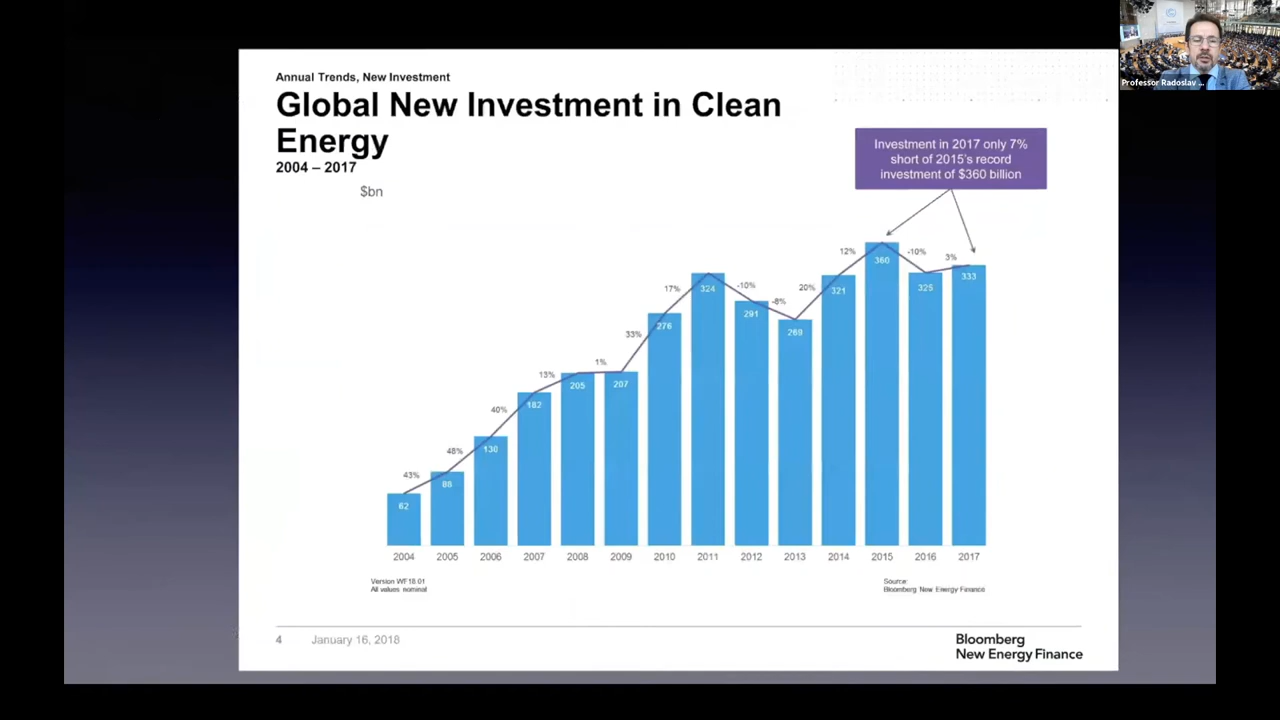 Professor Radoslav ...
Annual Trends, New Investment
Global New Investment in Clean
Energy
2004 – 2017
$bn
Investment in 2017 only 7%
short of 2015's record
investment of $360 billion
43%
48%
40%
13%
1%
33%
17%
-10%
-8%
20%
12%
-10%
3%
62
88
130
182
205
207
276
324
291
269
321
360
325
333
2004 2005 2006 2007 2008 2009 2010 2011 2012 2013 2014 2015 2016 2017
Version WF18.01
All values nominal
Source:
Bloomberg New Energy Finance
4 January 16, 2018
Bloomberg
New Energy Finance